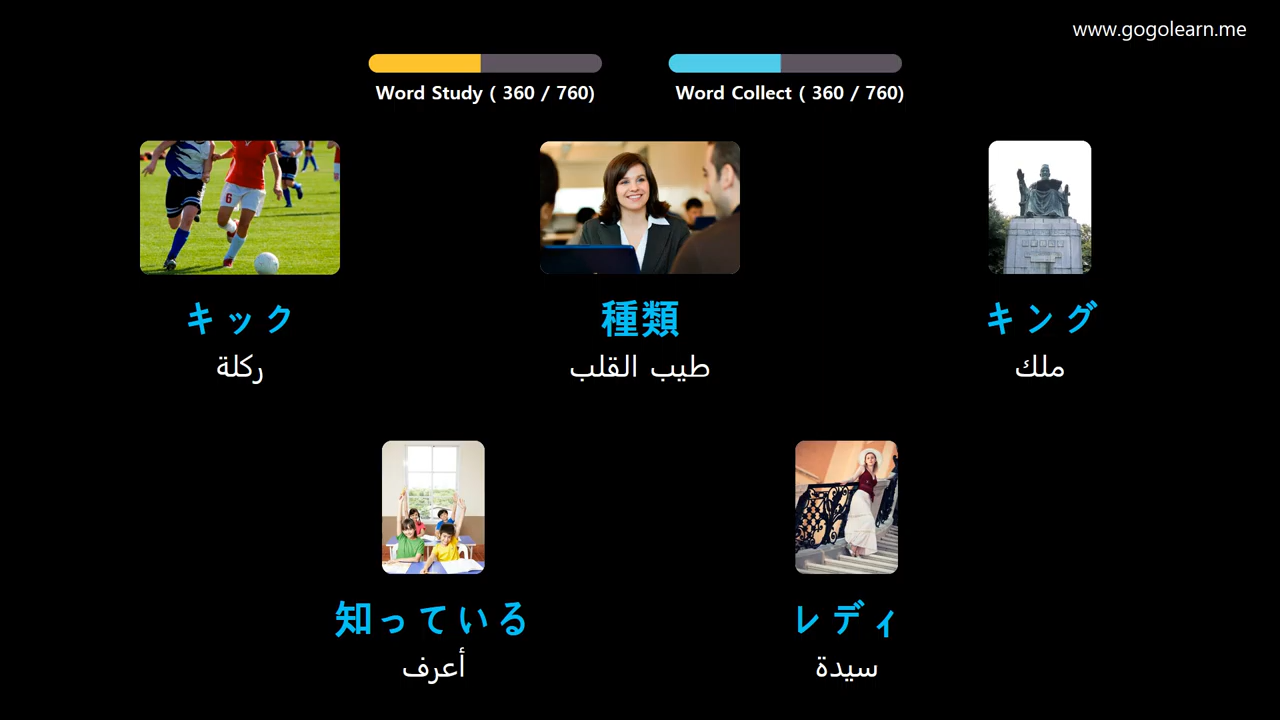 www.gogolearn.me
Word Study ( 360 / 760)
Word Collect ( 360 / 760)
キック
種類
キング
ركلة
طيب القلب
ملك
知っている
レディ
أعرف
سيدة